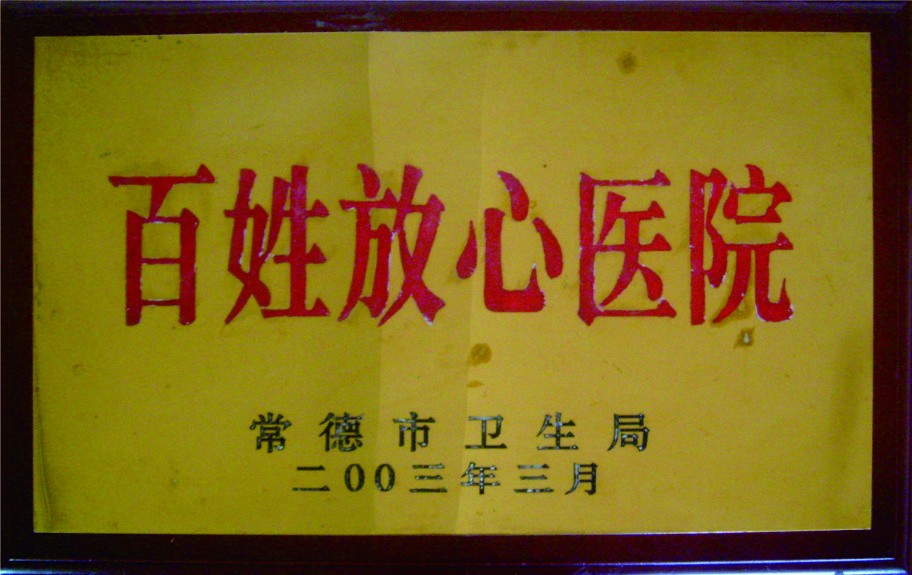 百姓放心医院
常德市卫生局
二00三年三月